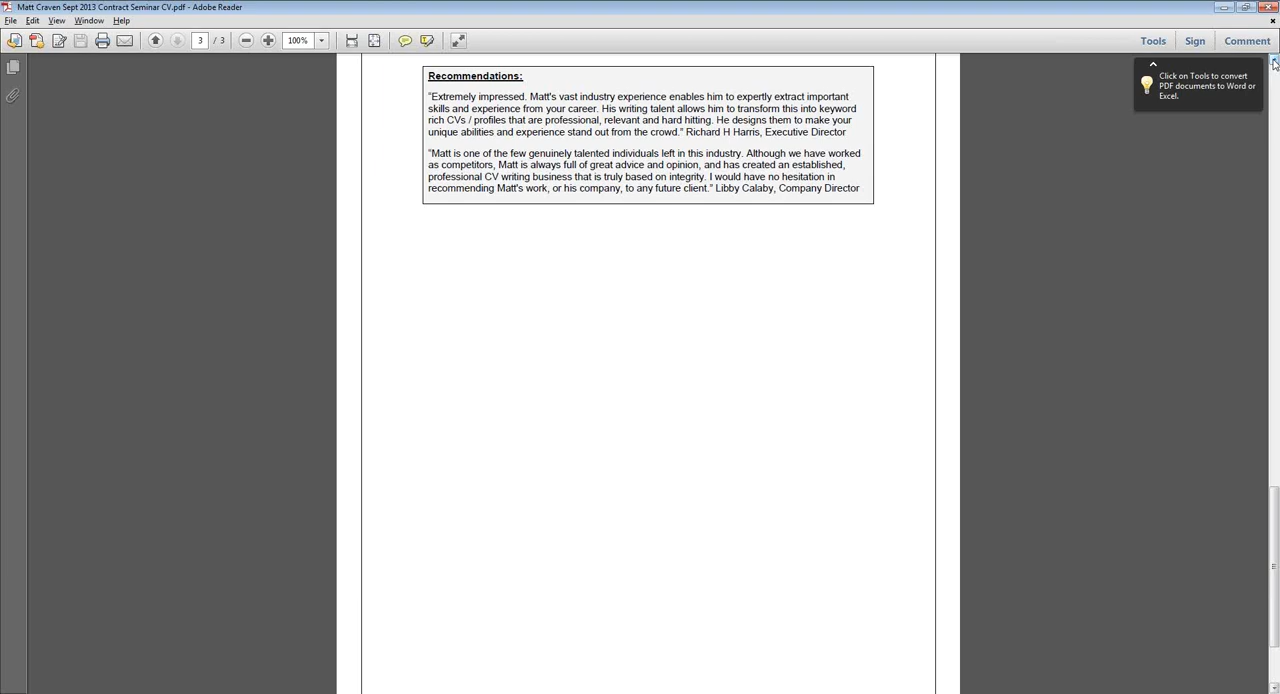 Matt Craven Sept 2013 Contract Seminar CV.pdf - Adobe Reader
File Edit View Window Help
3 / 3 100% Tools Sign Comment
Click on Tools to convert
PDF documents to Word or
Excel.
Recommendations:
"Extremely impressed. Matt's vast industry experience enables him to expertly extract important
skills and experience from your career. His writing talent allows him to transform this into keyword
rich CVs / profiles that are professional, relevant and hard hitting. He designs them to make your
unique abilities and experience stand out from the crowd." Richard H Harris, Executive Director
"Matt is one of the few genuinely talented individuals left in this industry. Although we have worked
as competitors, Matt is always full of great advice and opinion, and has created an established,
professional CV writing business that is truly based on integrity. I would have no hesitation in
recommending Matt's work, or his company, to any future client." Libby Calaby, Company Director